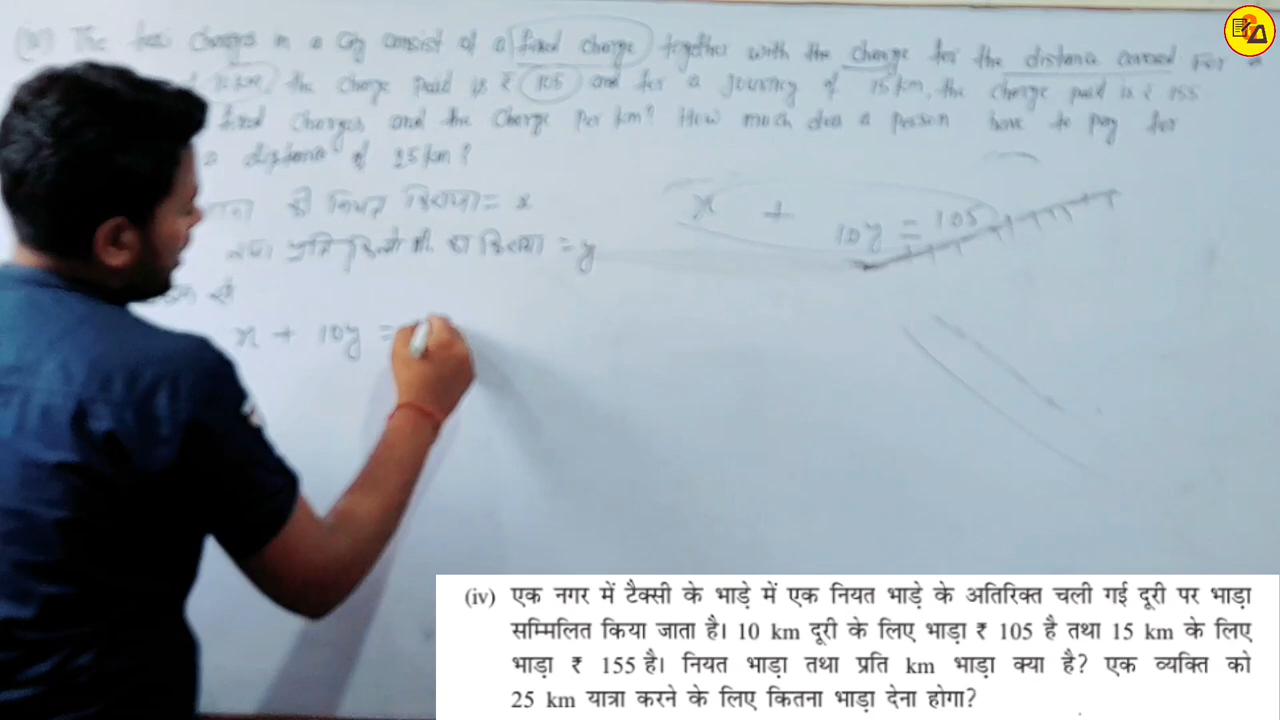 (iv) The taxi charges in a city consist of a fixed charge together with the charge for the distance covered For a
10 km, the charge paid is ₹ 105 and for a journey of 15 km, the charge paid is ₹ 155
fixed charges and the charge per km? How much does a person have to pay for
a distance of 25 km?
की नियत किराया = x
तथा प्रति कि० मी० का किराया = y
से
x + 10y =
x + 10y = 105
(iv) एक नगर में टैक्सी के भाड़े में एक नियत भाड़े के अतिरिक्त चली गई दूरी पर भाड़ा
सम्मिलित किया जाता है। 10 km दूरी के लिए भाड़ा ₹ 105 है तथा 15 km के लिए
भाड़ा ₹ 155 है। नियत भाड़ा तथा प्रति km भाड़ा क्या है? एक व्यक्ति को
25 km यात्रा करने के लिए कितना भाड़ा देना होगा?